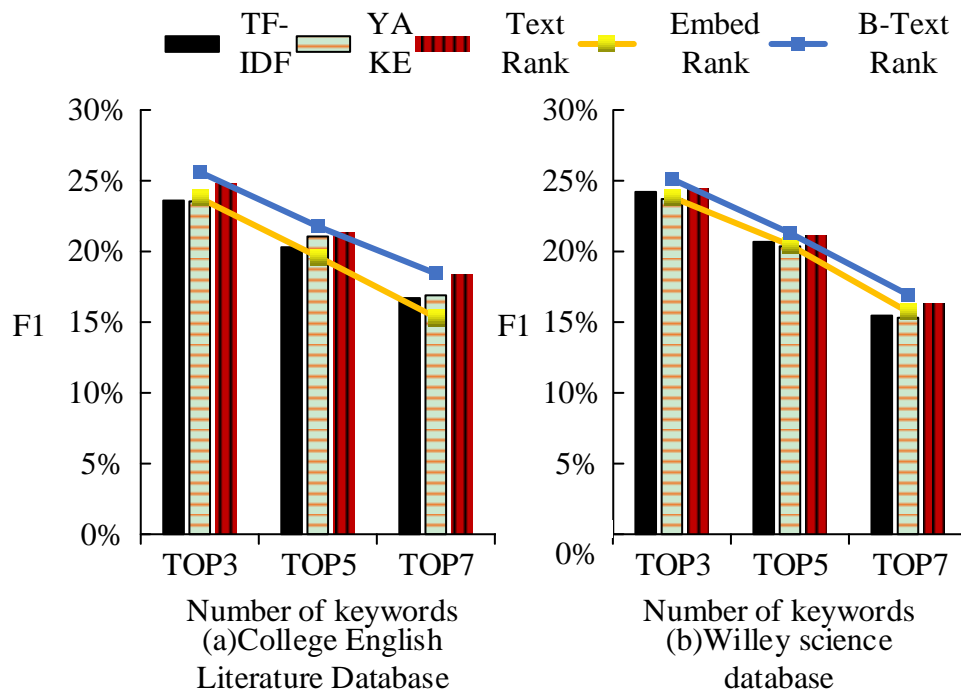 TF-IDF
YAKE
Text Rank
Embed Rank
B-Text Rank
30%
25%
20%
15%
10%
5%
0%
F1
TOP3 TOP5 TOP7
Number of keywords
(a)College English
Literature Database
30%
25%
20%
15%
10%
5%
0%
F1
TOP3 TOP5 TOP7
Number of keywords
(b)Willey science
database